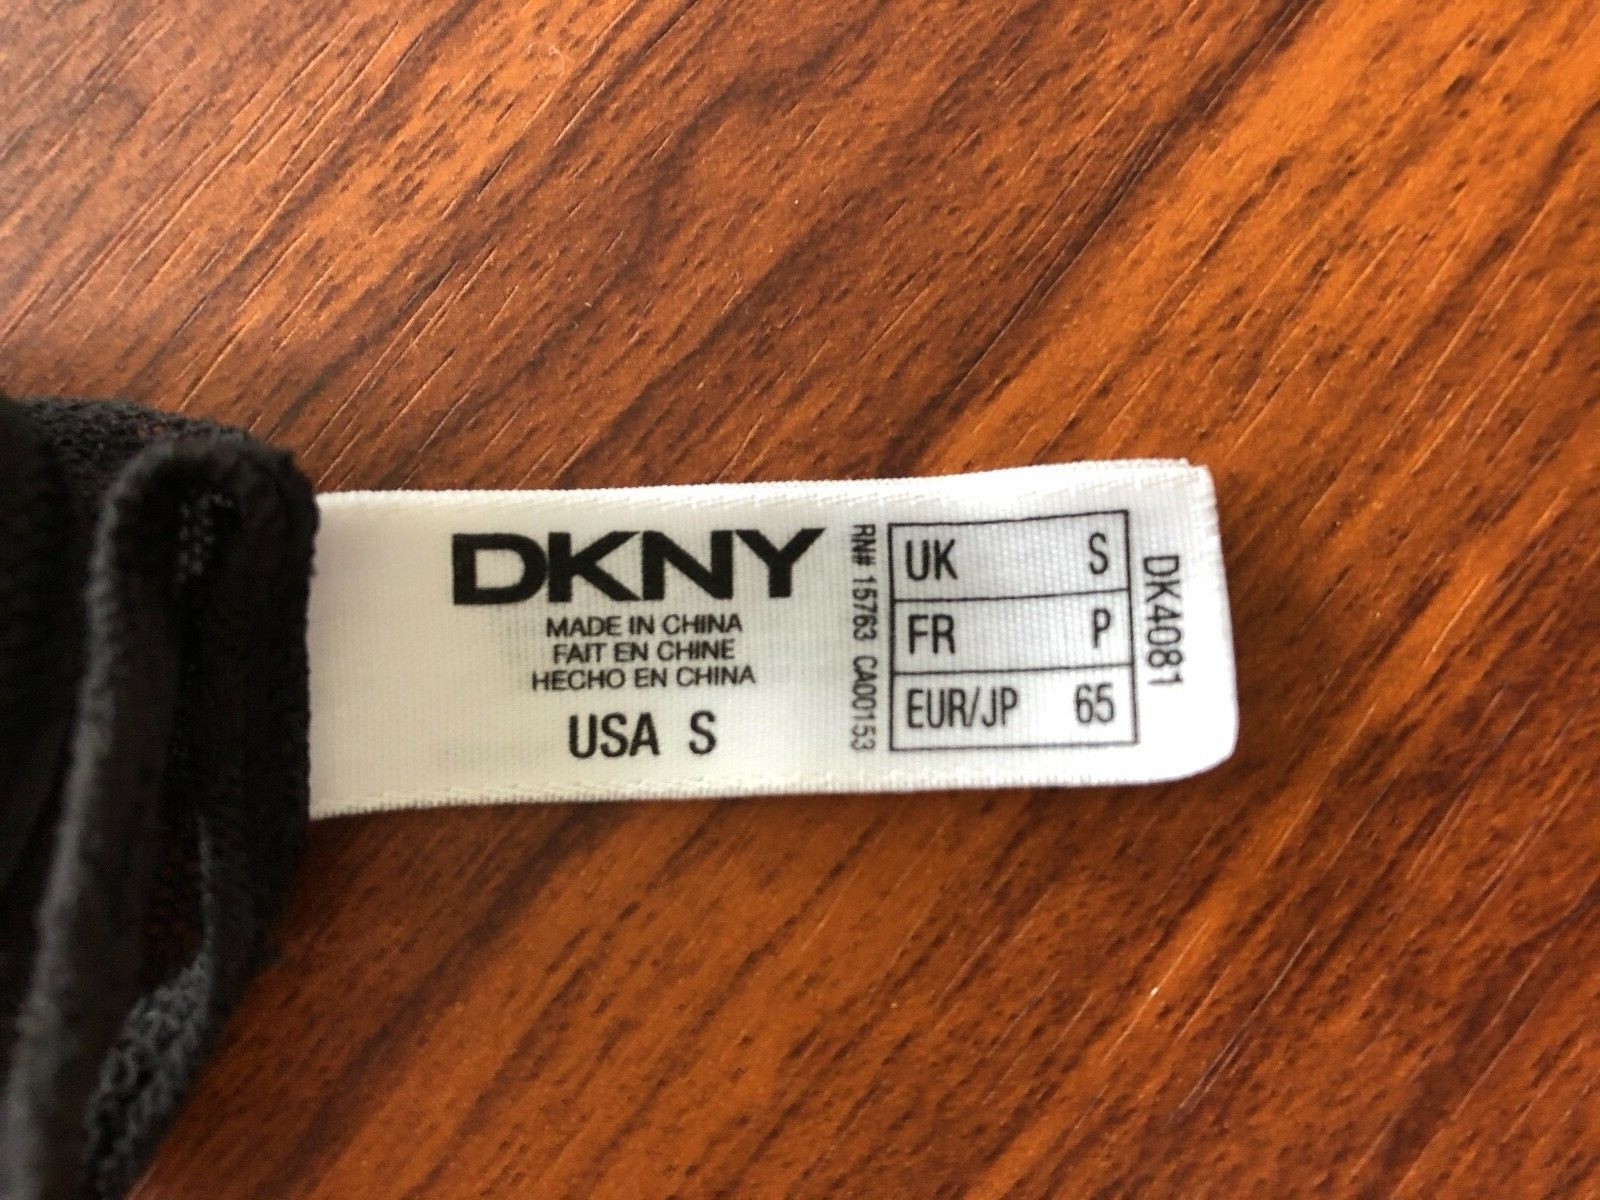 DKNY
MADE IN CHINA
FAIT EN CHINE
HECHO EN CHINA
USA S
RN# 15763 CA00153
UK S
FR P
EUR/JP 65
DK4081